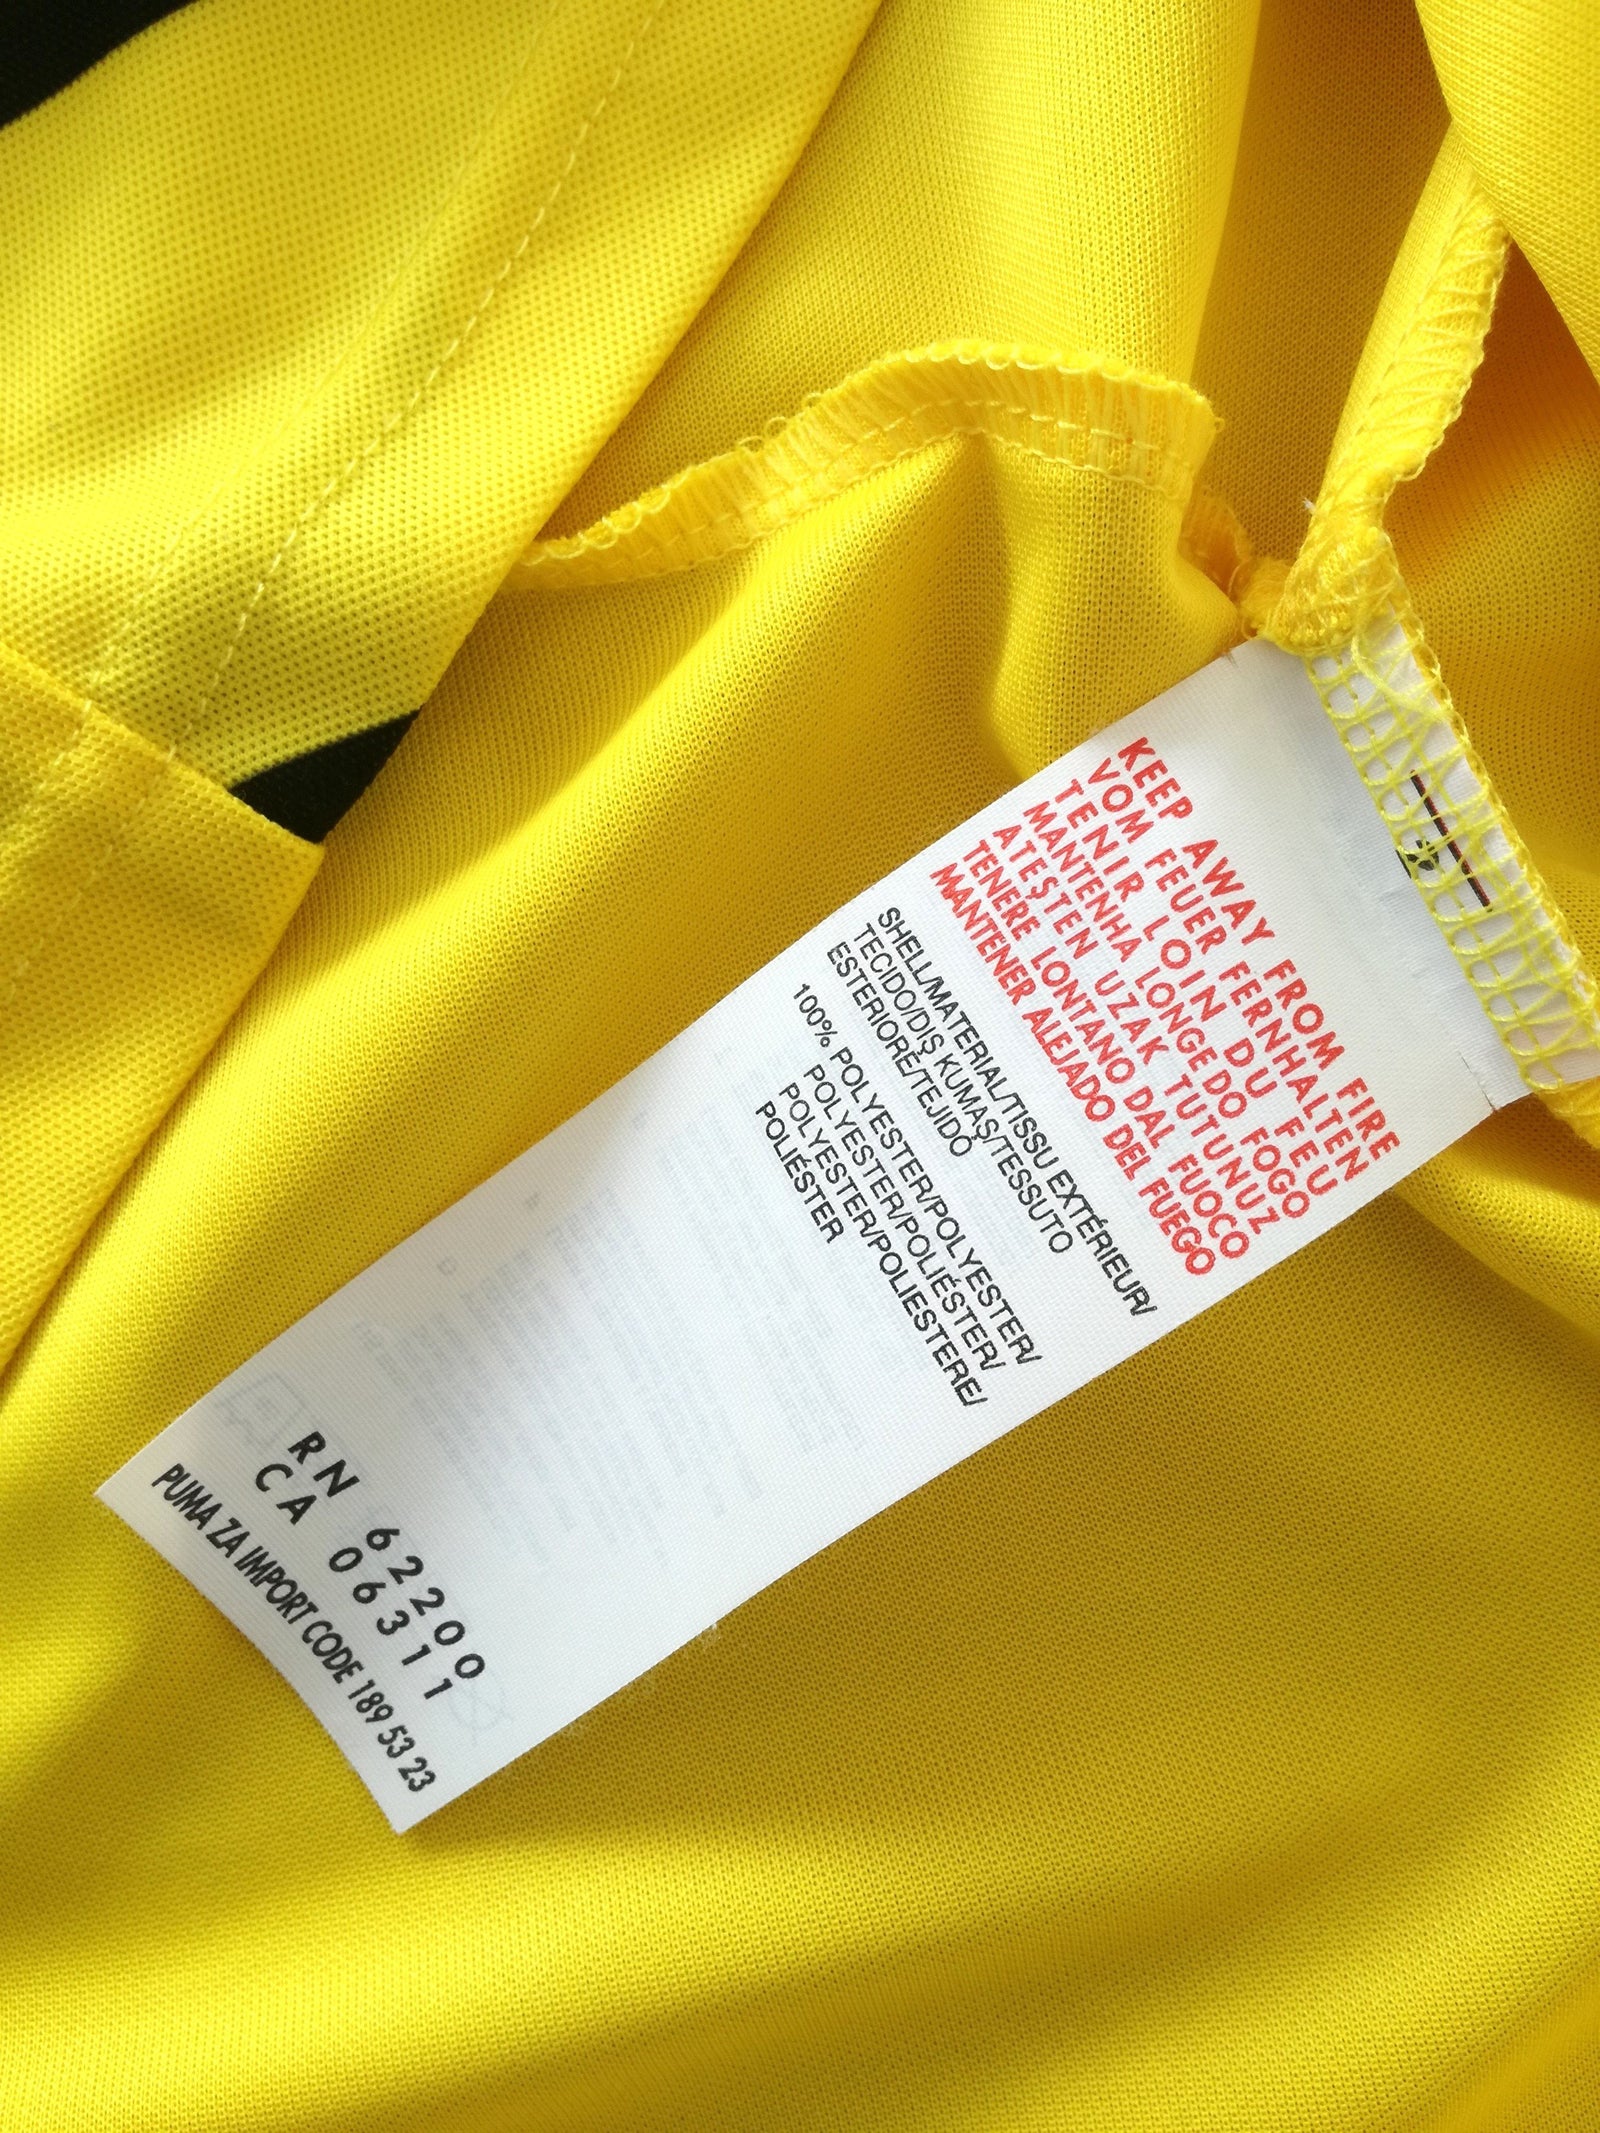 KEEP AWAY FROM FIRE
VOM FEUER FERNHALTEN
TENIR LOIN DU FEU
MANTENHA LONGE DO FOGO
ATEŞTEN UZAK TUTUNUZ
TENERE LONTANO DAL FUOCO
MANTENER ALEJADO DEL FUEGO
SHELL/MATERIAL/TISSU EXTÉRIEUR/
TECIDO/DIŞ KUMAŞ/TESSUTO
ESTERIORE/TEJIDO
100% POLYESTER/POLYESTER/
POLYESTER/POLIÉSTER/
POLYESTER/POLIESTERE/
POLIÉSTER
RN 62200
CA 06311
PUMA ZA IMPORT CODE 189 53 23